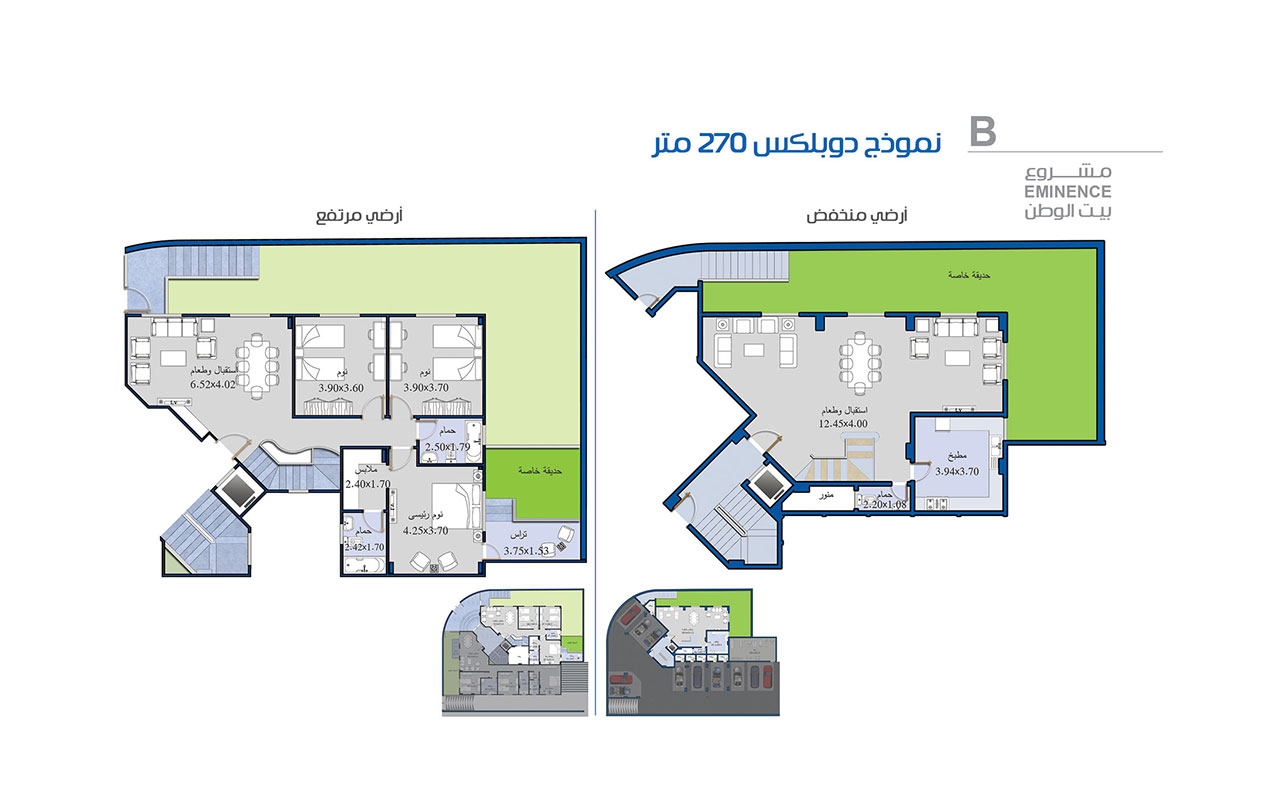 B
نموذج دوبلكس 270 متر
مشـــروع
EMINENCE
بيت الوطن
أرضي منخفض
حديقة خاصة
استقبال وطعام
12.45x4.00
T.V
مطبخ
3.94x3.70
منور
حمام
2.20x1.08
أرضي مرتفع
استقبال وطعام
6.52x4.02
T.V
نوم
3.90x3.60
نوم
3.90x3.70
حمام
2.50x1.79
ملابس
2.40x1.70
حمام
2.42x1.70
نوم رئيسى
4.25x3.70
حديقة خاصة
تراس
3.75x1.53